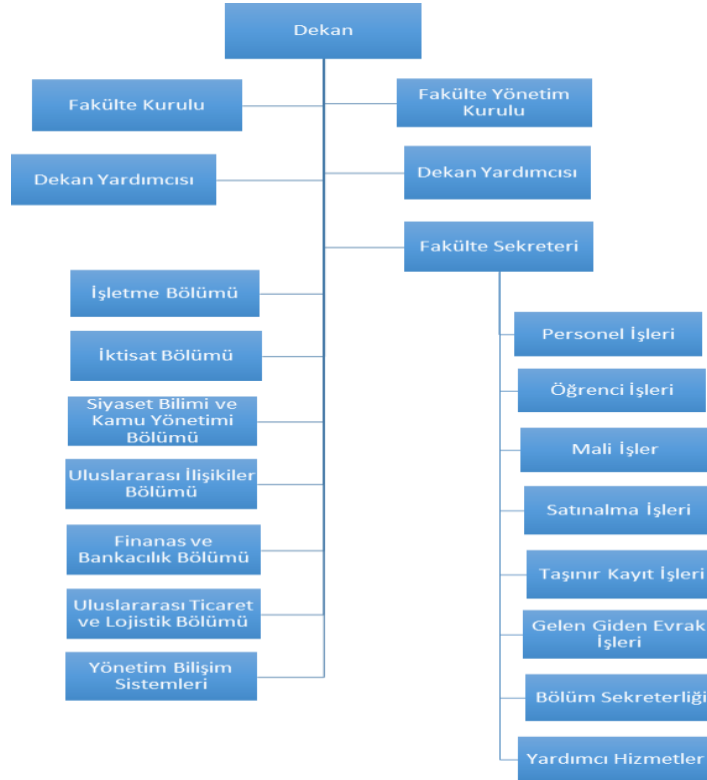 Dekan
Fakülte Kurulu
Fakülte Yönetim
Kurulu
Dekan Yardımcısı
Dekan Yardımcısı
Fakülte Sekreteri
İşletme Bölümü
İktisat Bölümü
Siyaset Bilimi ve
Kamu Yönetimi
Bölümü
Uluslararası İlişikiler
Bölümü
Finanas ve
Bankacılık Bölümü
Uluslararası Ticaret
ve Lojistik Bölümü
Yönetim Bilişim
Sistemleri
Personel İşleri
Öğrenci İşleri
Mali İşler
Satınalma İşleri
Taşınır Kayıt İşleri
Gelen Giden Evrak
İşleri
Bölüm Sekreterliği
Yardımcı Hizmetler